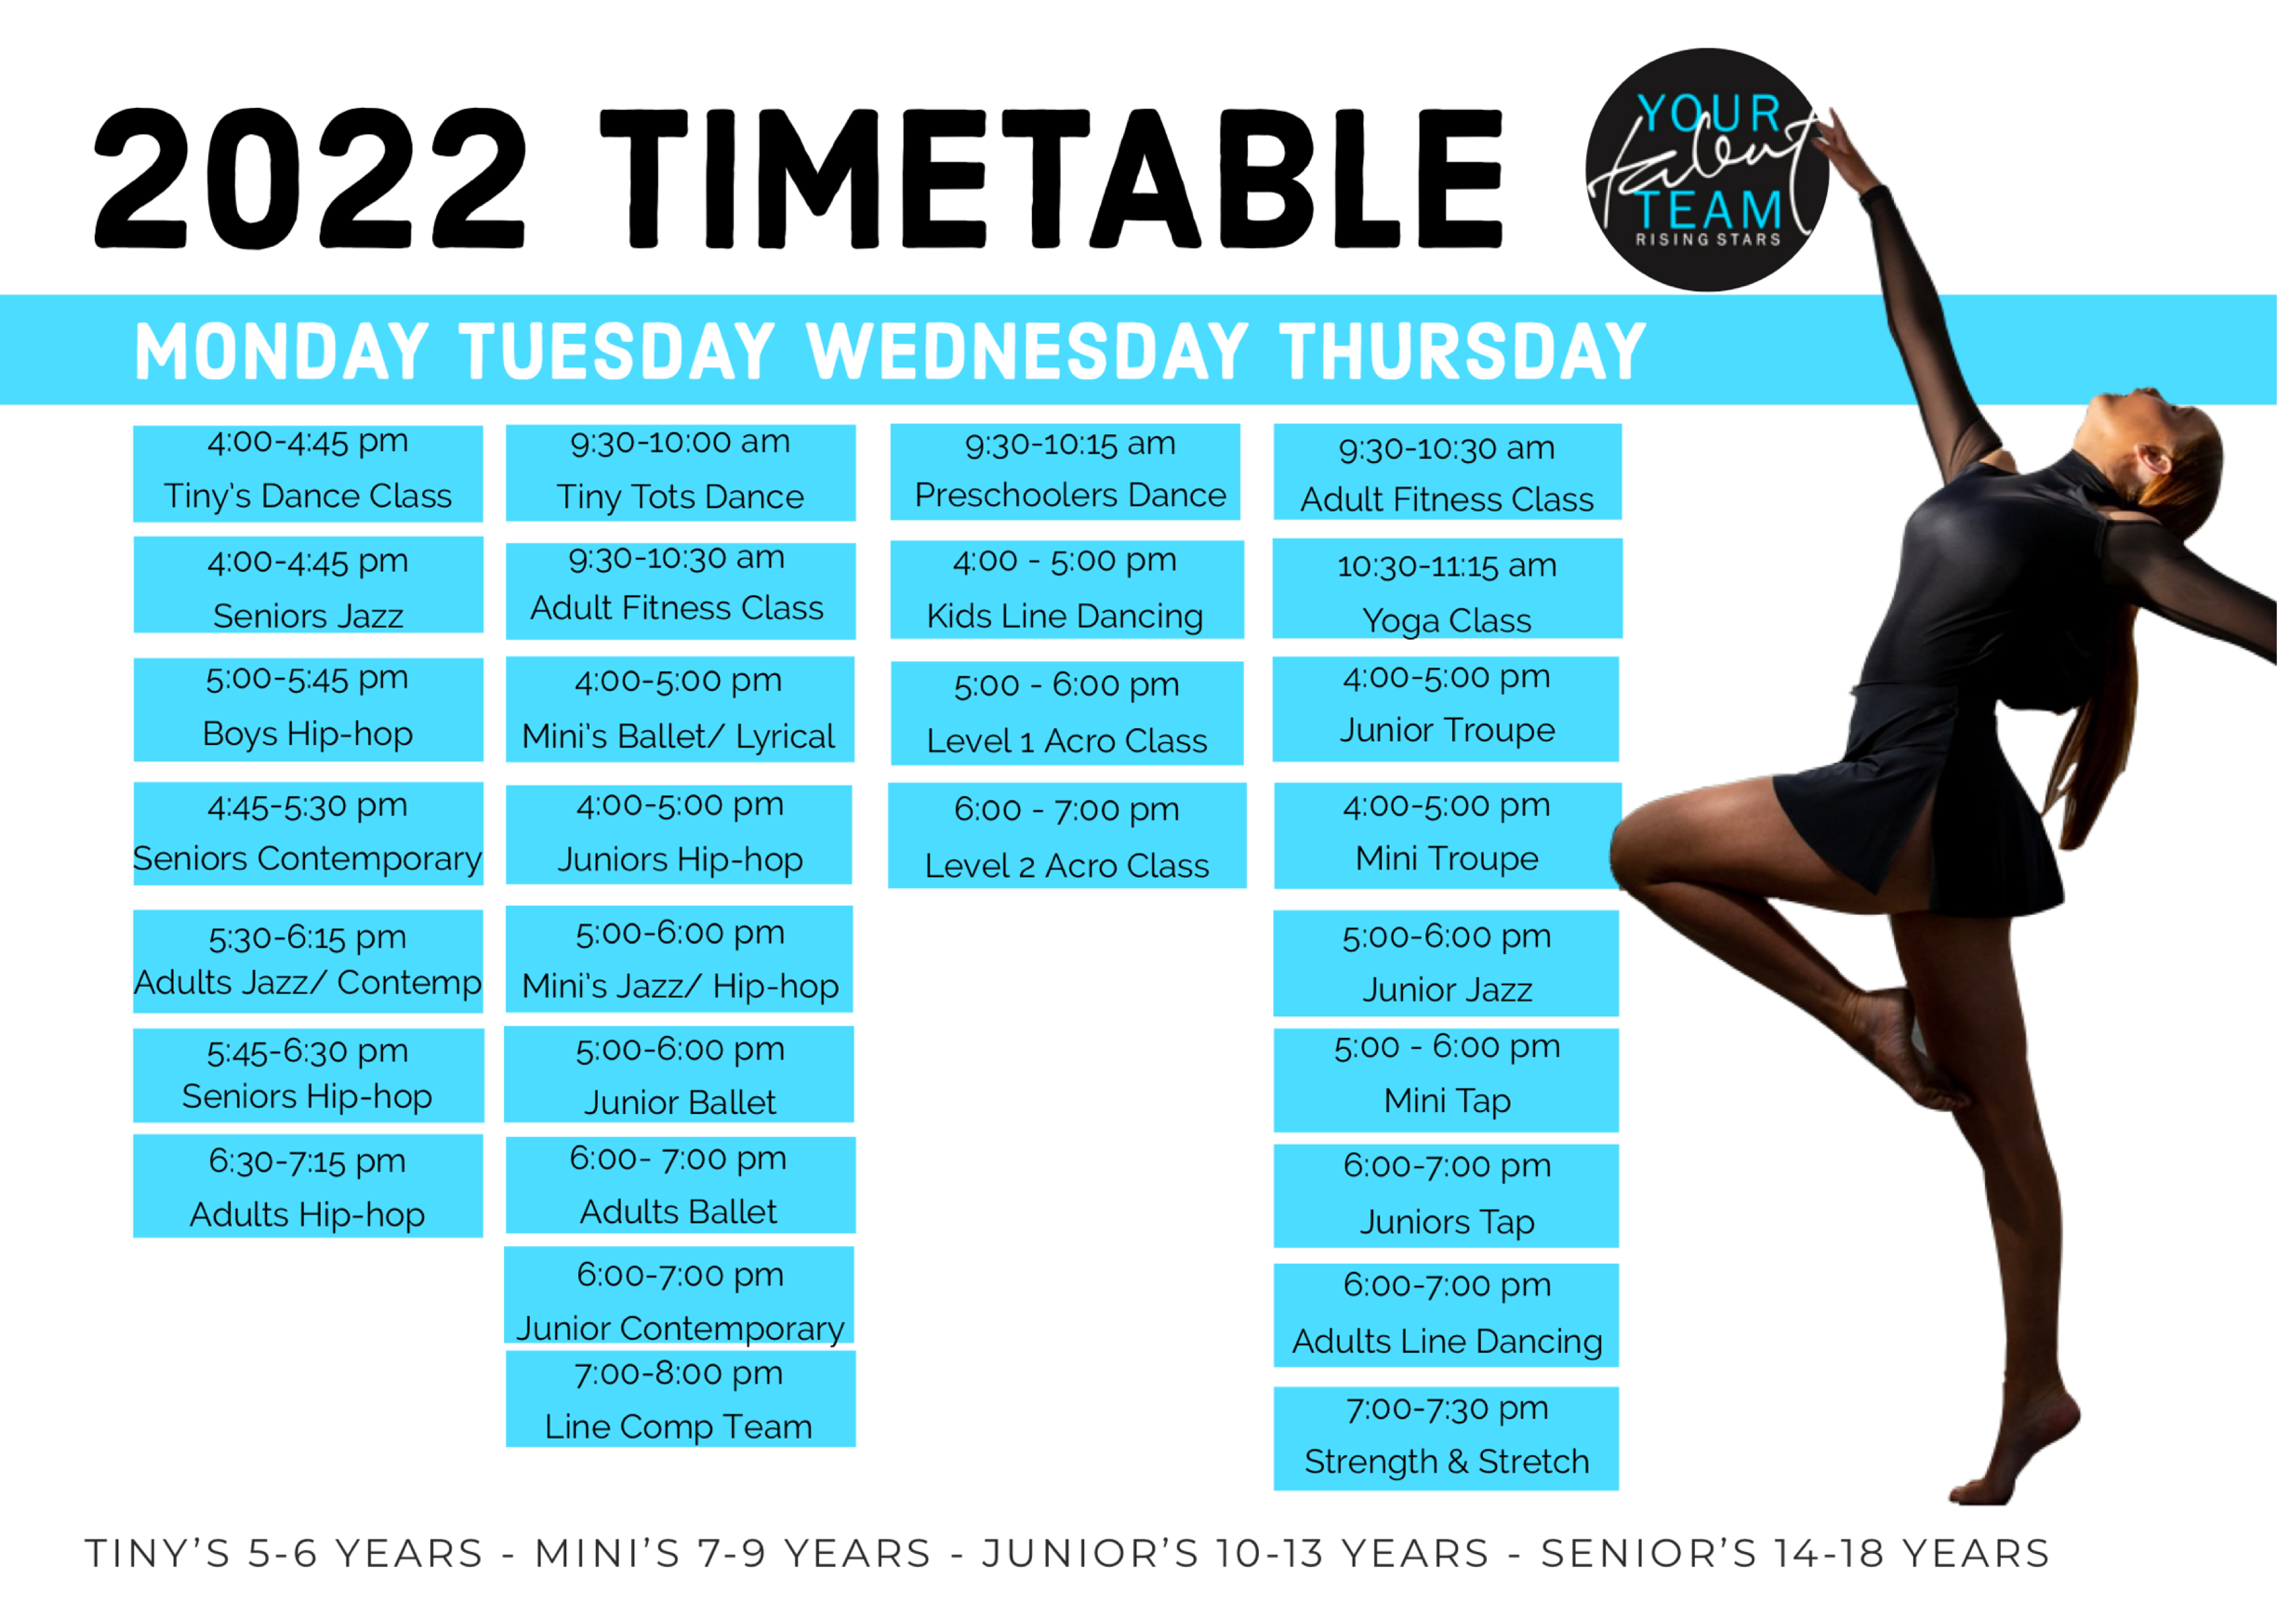 2022 TIMETABLE
YOUR
talent
TEAM
RISING STARS
MONDAY TUESDAY WEDNESDAY THURSDAY
4:00-4:45 pm
Tiny's Dance Class
4:00-4:45 pm
Seniors Jazz
5:00-5:45 pm
Boys Hip-hop
4:45-5:30 pm
Seniors Contemporary
5:30-6:15 pm
Adults Jazz/ Contemp
5:45-6:30 pm
Seniors Hip-hop
6:30-7:15 pm
Adults Hip-hop
9:30-10:00 am
Tiny Tots Dance
9:30-10:30 am
Adult Fitness Class
4:00-5:00 pm
Mini's Ballet/ Lyrical
4:00-5:00 pm
Juniors Hip-hop
5:00-6:00 pm
Mini's Jazz/ Hip-hop
5:00-6:00 pm
Junior Ballet
6:00- 7:00 pm
Adults Ballet
6:00-7:00 pm
Junior Contemporary
7:00-8:00 pm
Line Comp Team
9:30-10:15 am
Preschoolers Dance
4:00 - 5:00 pm
Kids Line Dancing
5:00 - 6:00 pm
Level 1 Acro Class
6:00 - 7:00 pm
Level 2 Acro Class
9:30-10:30 am
Adult Fitness Class
10:30-11:15 am
Yoga Class
4:00-5:00 pm
Junior Troupe
4:00-5:00 pm
Mini Troupe
5:00-6:00 pm
Junior Jazz
5:00 - 6:00 pm
Mini Tap
6:00-7:00 pm
Juniors Tap
6:00-7:00 pm
Adults Line Dancing
7:00-7:30 pm
Strength & Stretch
TINY'S 5-6 YEARS - MINI'S 7-9 YEARS - JUNIOR'S 10-13 YEARS - SENIOR'S 14-18 YEARS